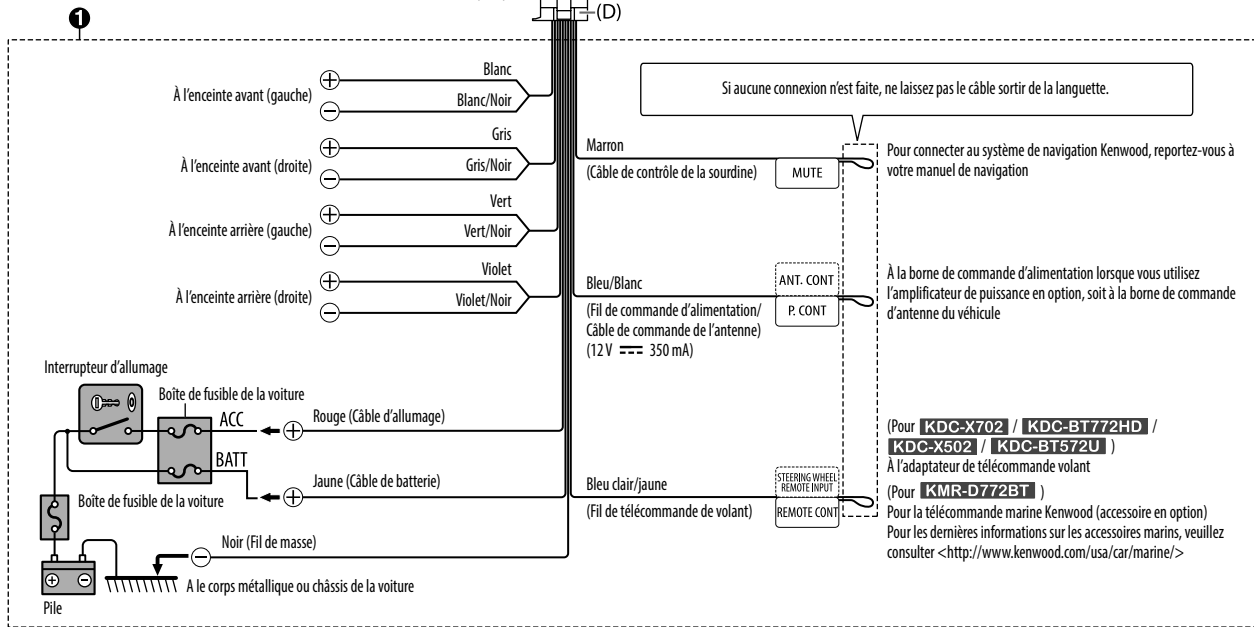 ❶
(D)
Blanc
À l'enceinte avant (gauche)
Blanc/Noir
Gris
À l'enceinte avant (droite)
Gris/Noir
Vert
À l'enceinte arrière (gauche)
Vert/Noir
Violet
À l'enceinte arrière (droite)
Violet/Noir
Interrupteur d'allumage
Boîte de fusible de la voiture
ACC
Rouge (Câble d'allumage)
BATT
Jaune (Câble de batterie)
Boîte de fusible de la voiture
Noir (Fil de masse)
A le corps métallique ou châssis de la voiture
Pile
Si aucune connexion n'est faite, ne laissez pas le câble sortir de la languette.
Marron
(Câble de contrôle de la sourdine)
MUTE
Pour connecter au système de navigation Kenwood, reportez-vous à
votre manuel de navigation
Bleu/Blanc
(Fil de commande d'alimentation/
Câble de commande de l'antenne)
(12 V ⎓ 350 mA)
ANT. CONT
P. CONT
À la borne de commande d'alimentation lorsque vous utilisez
l'amplificateur de puissance en option, soit à la borne de commande
d'antenne du véhicule
Bleu clair/jaune
(Fil de télécommande de volant)
STEERING WHEEL
REMOTE INPUT
REMOTE CONT
(Pour KDC-X702 / KDC-BT772HD /
KDC-X502 / KDC-BT572U )
À l'adaptateur de télécommande volant
(Pour KMR-D772BT )
Pour la télécommande marine Kenwood (accessoire en option)
Pour les dernières informations sur les accessoires marins, veuillez
consulter <http://www.kenwood.com/usa/car/marine/>